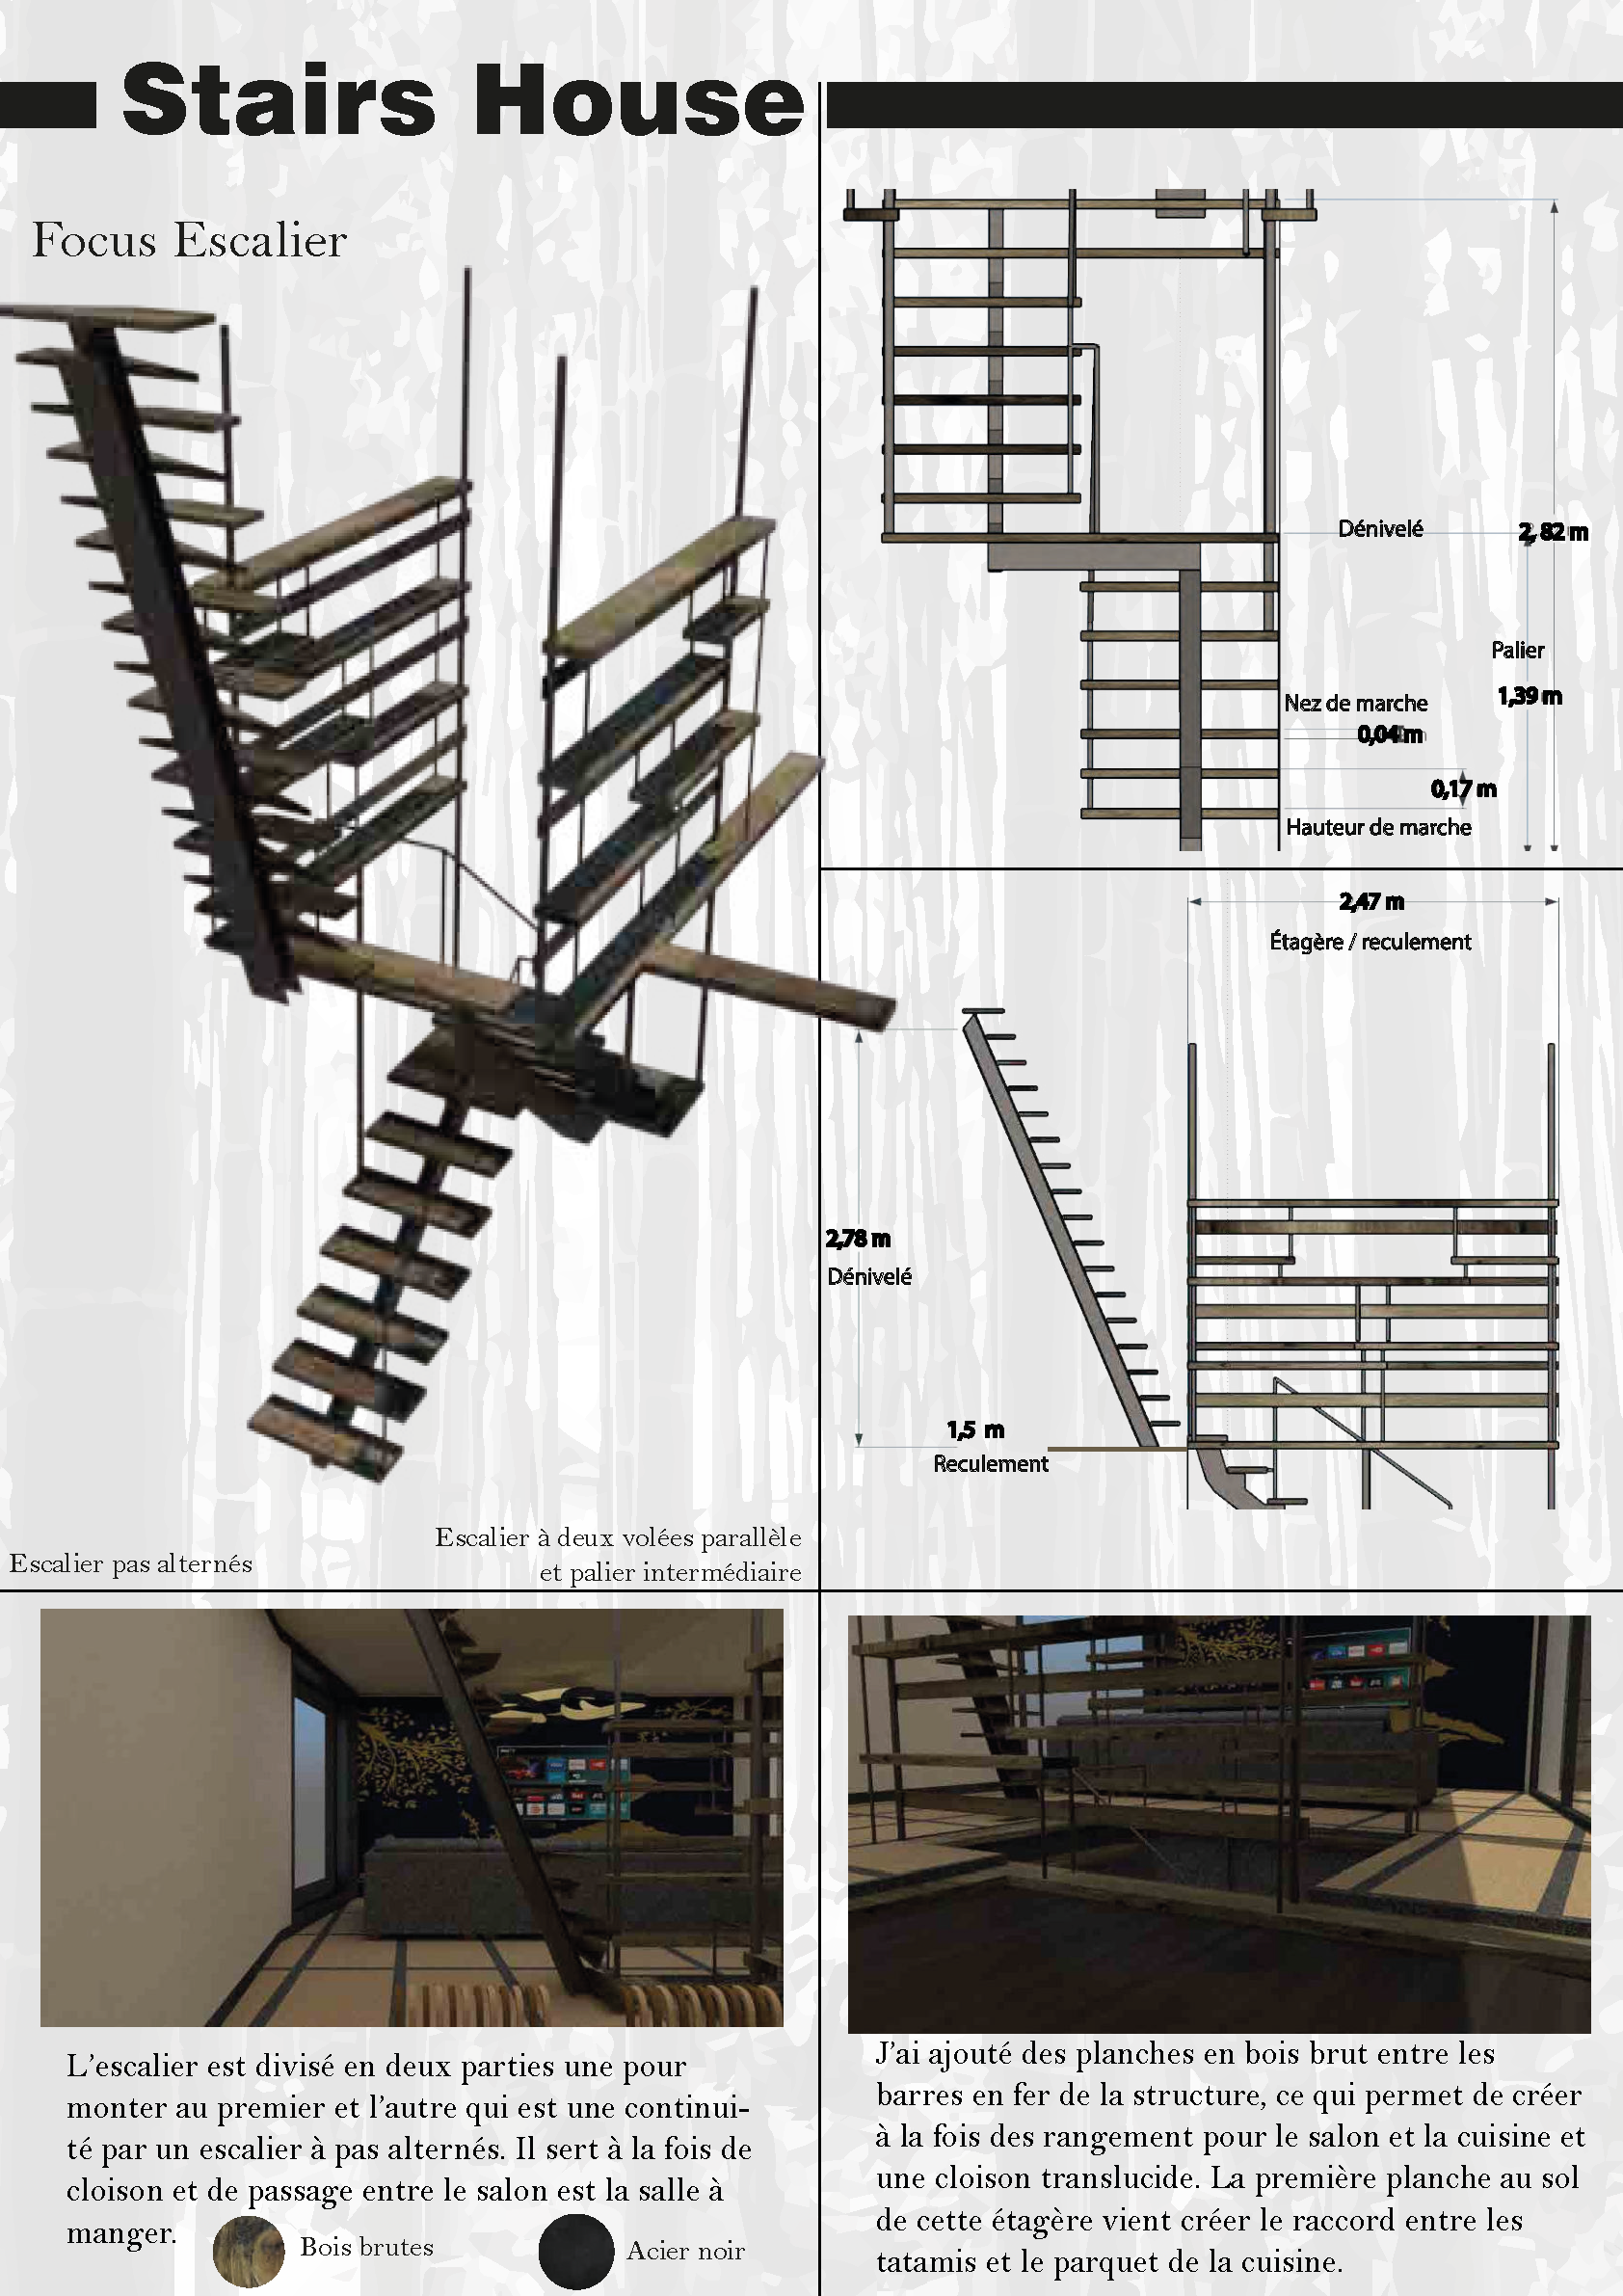 Stairs House
Focus Escalier
Dénivelé
2,82 m
Palier
1,39 m
Nez de marche
0,04 m
0,17 m
Hauteur de marche
2,47 m
Étagère / reculement
2,78 m
Dénivelé
1,5 m
Reculement
Escalier pas alternés
Escalier à deux volées parallèle
et palier intermédiaire
L'escalier est divisé en deux parties une pour
monter au premier et l'autre qui est une continui-
té par un escalier à pas alternés. Il sert à la fois de
cloison et de passage entre le salon est la salle à
manger.
Bois brutes
Acier noir
J'ai ajouté des planches en bois brut entre les
barres en fer de la structure, ce qui permet de créer
à la fois des rangement pour le salon et la cuisine et
une cloison translucide. La première planche au sol
de cette étagère vient créer le raccord entre les
tatamis et le parquet de la cuisine.